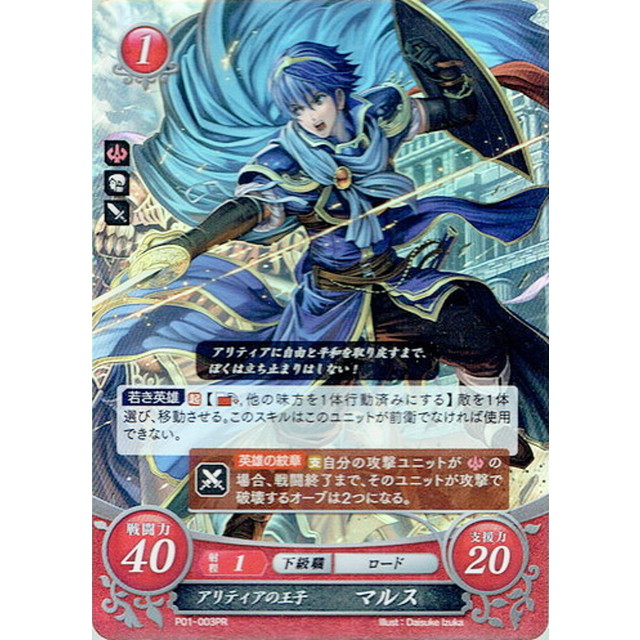 1
アリティアに自由と平和を取り戻すまで、
ぼくは立ち止まりはしない！
若き英雄 起【 、他の味方を1体行動済みにする】敵を1体
選び、移動させる。このスキルはこのユニットが前衛でなければ使用
できない。
英雄の紋章 支 自分の攻撃ユニットが の
場合、戦闘終了まで、そのユニットが攻撃で
破壊するオーブは2つになる。
戦闘力
40
射程 1 下級職 ロード
支援力
20
アリティアの王子 マルス
P01-003PR Illust : Daisuke Izuka